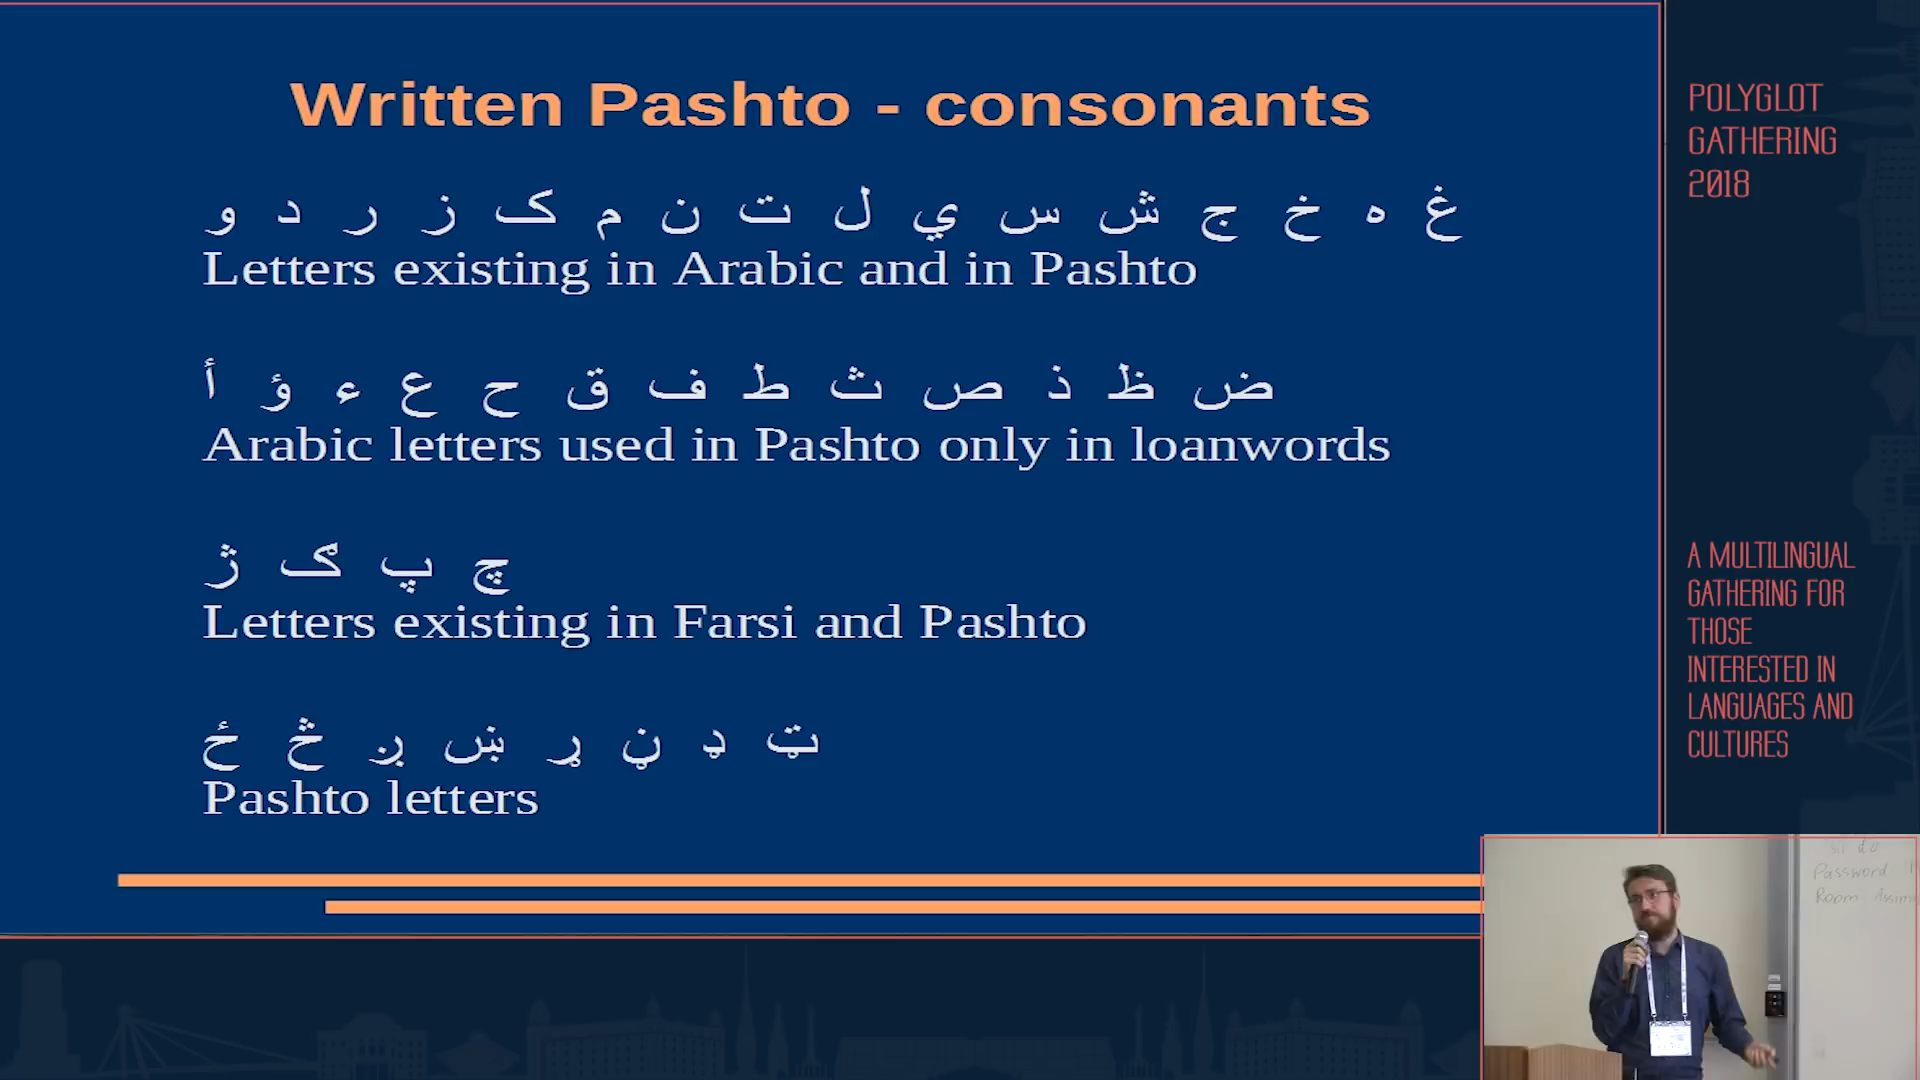 Written Pashto - consonants
و د ر ز ک م ن ت ل ي س ش ج خ ه غ
Letters existing in Arabic and in Pashto
أ ؤ ء ع ح ق ف ط ث ص ذ ظ ض
Arabic letters used in Pashto only in loanwords
ژ ګ پ چ
Letters existing in Farsi and Pashto
ځ څ ږ ښ ړ ڼ ډ ټ
Pashto letters
POLYGLOT
GATHERING
2018
A MULTILINGUAL
GATHERING FOR
THOSE
INTERESTED IN
LANGUAGES AND
CULTURES
Password
Room